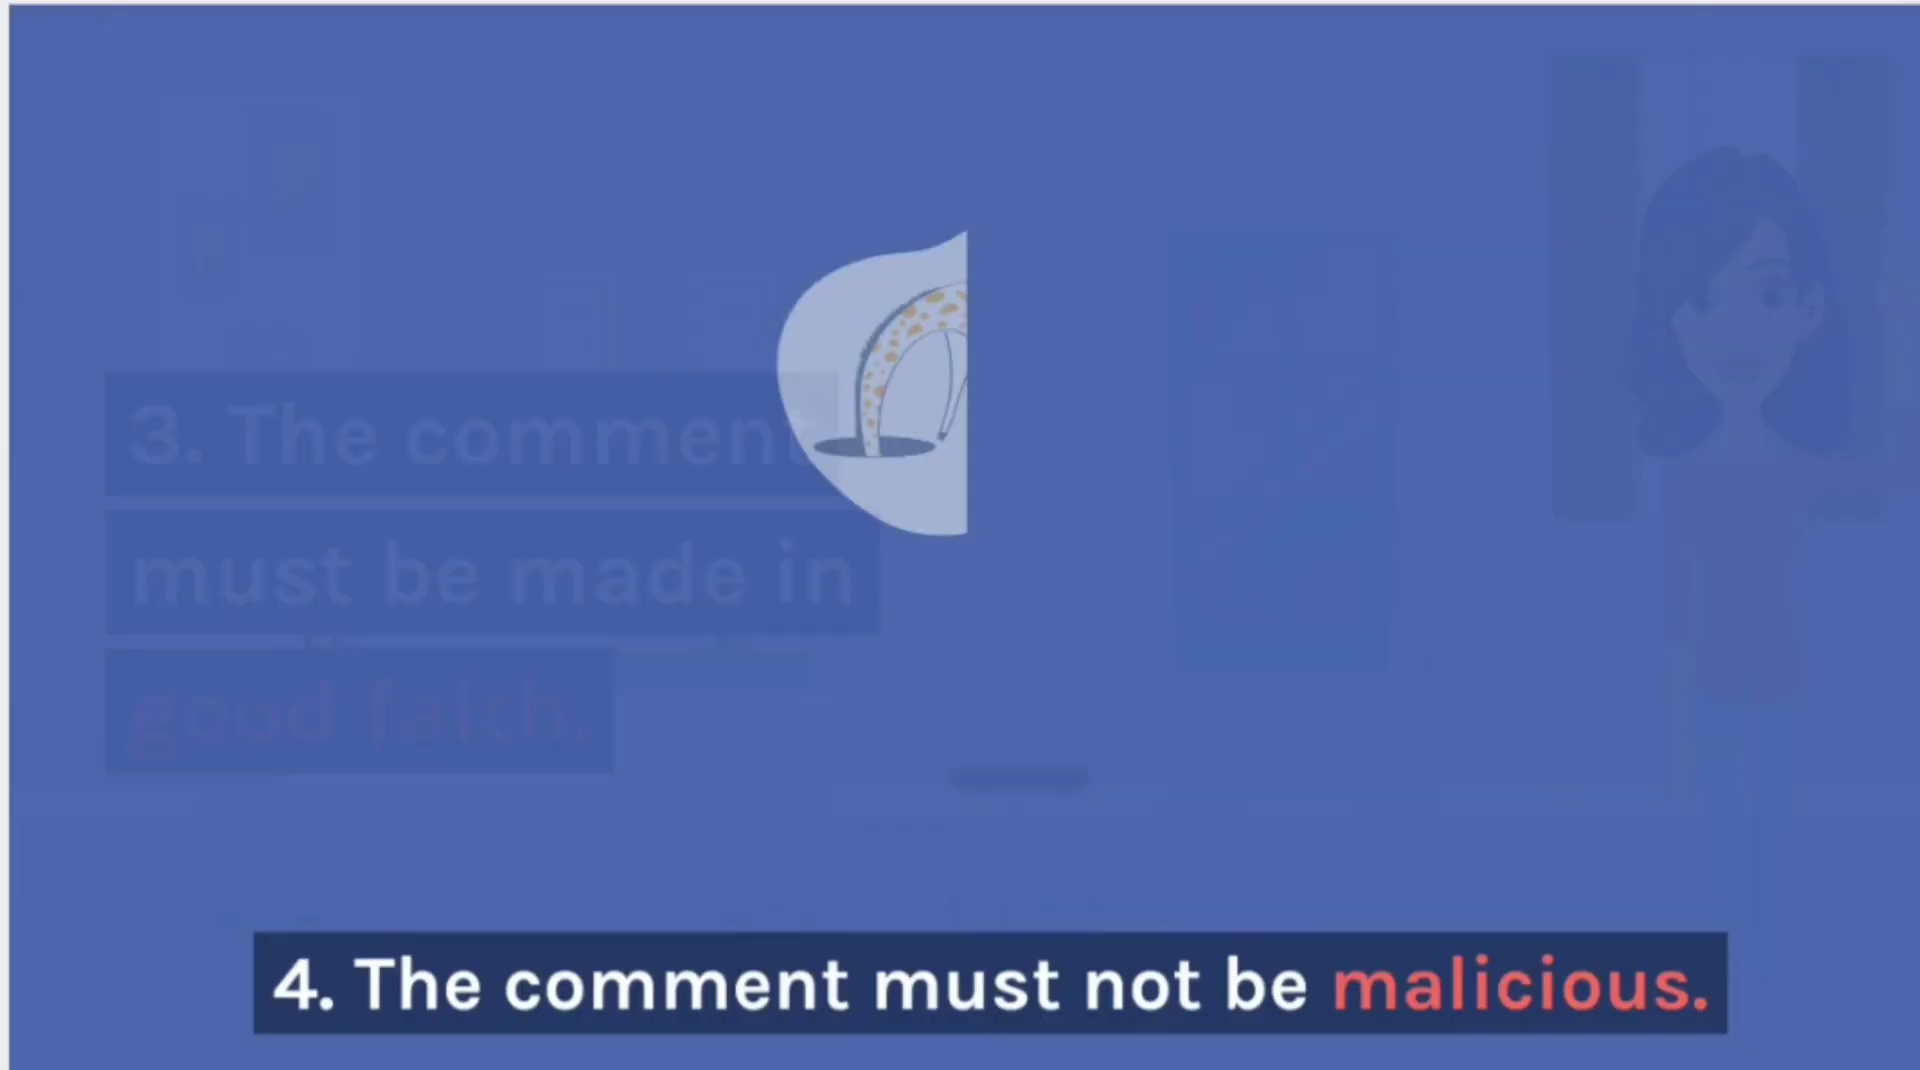 3. The comment
must be made in
good faith.
4. The comment must not be malicious.